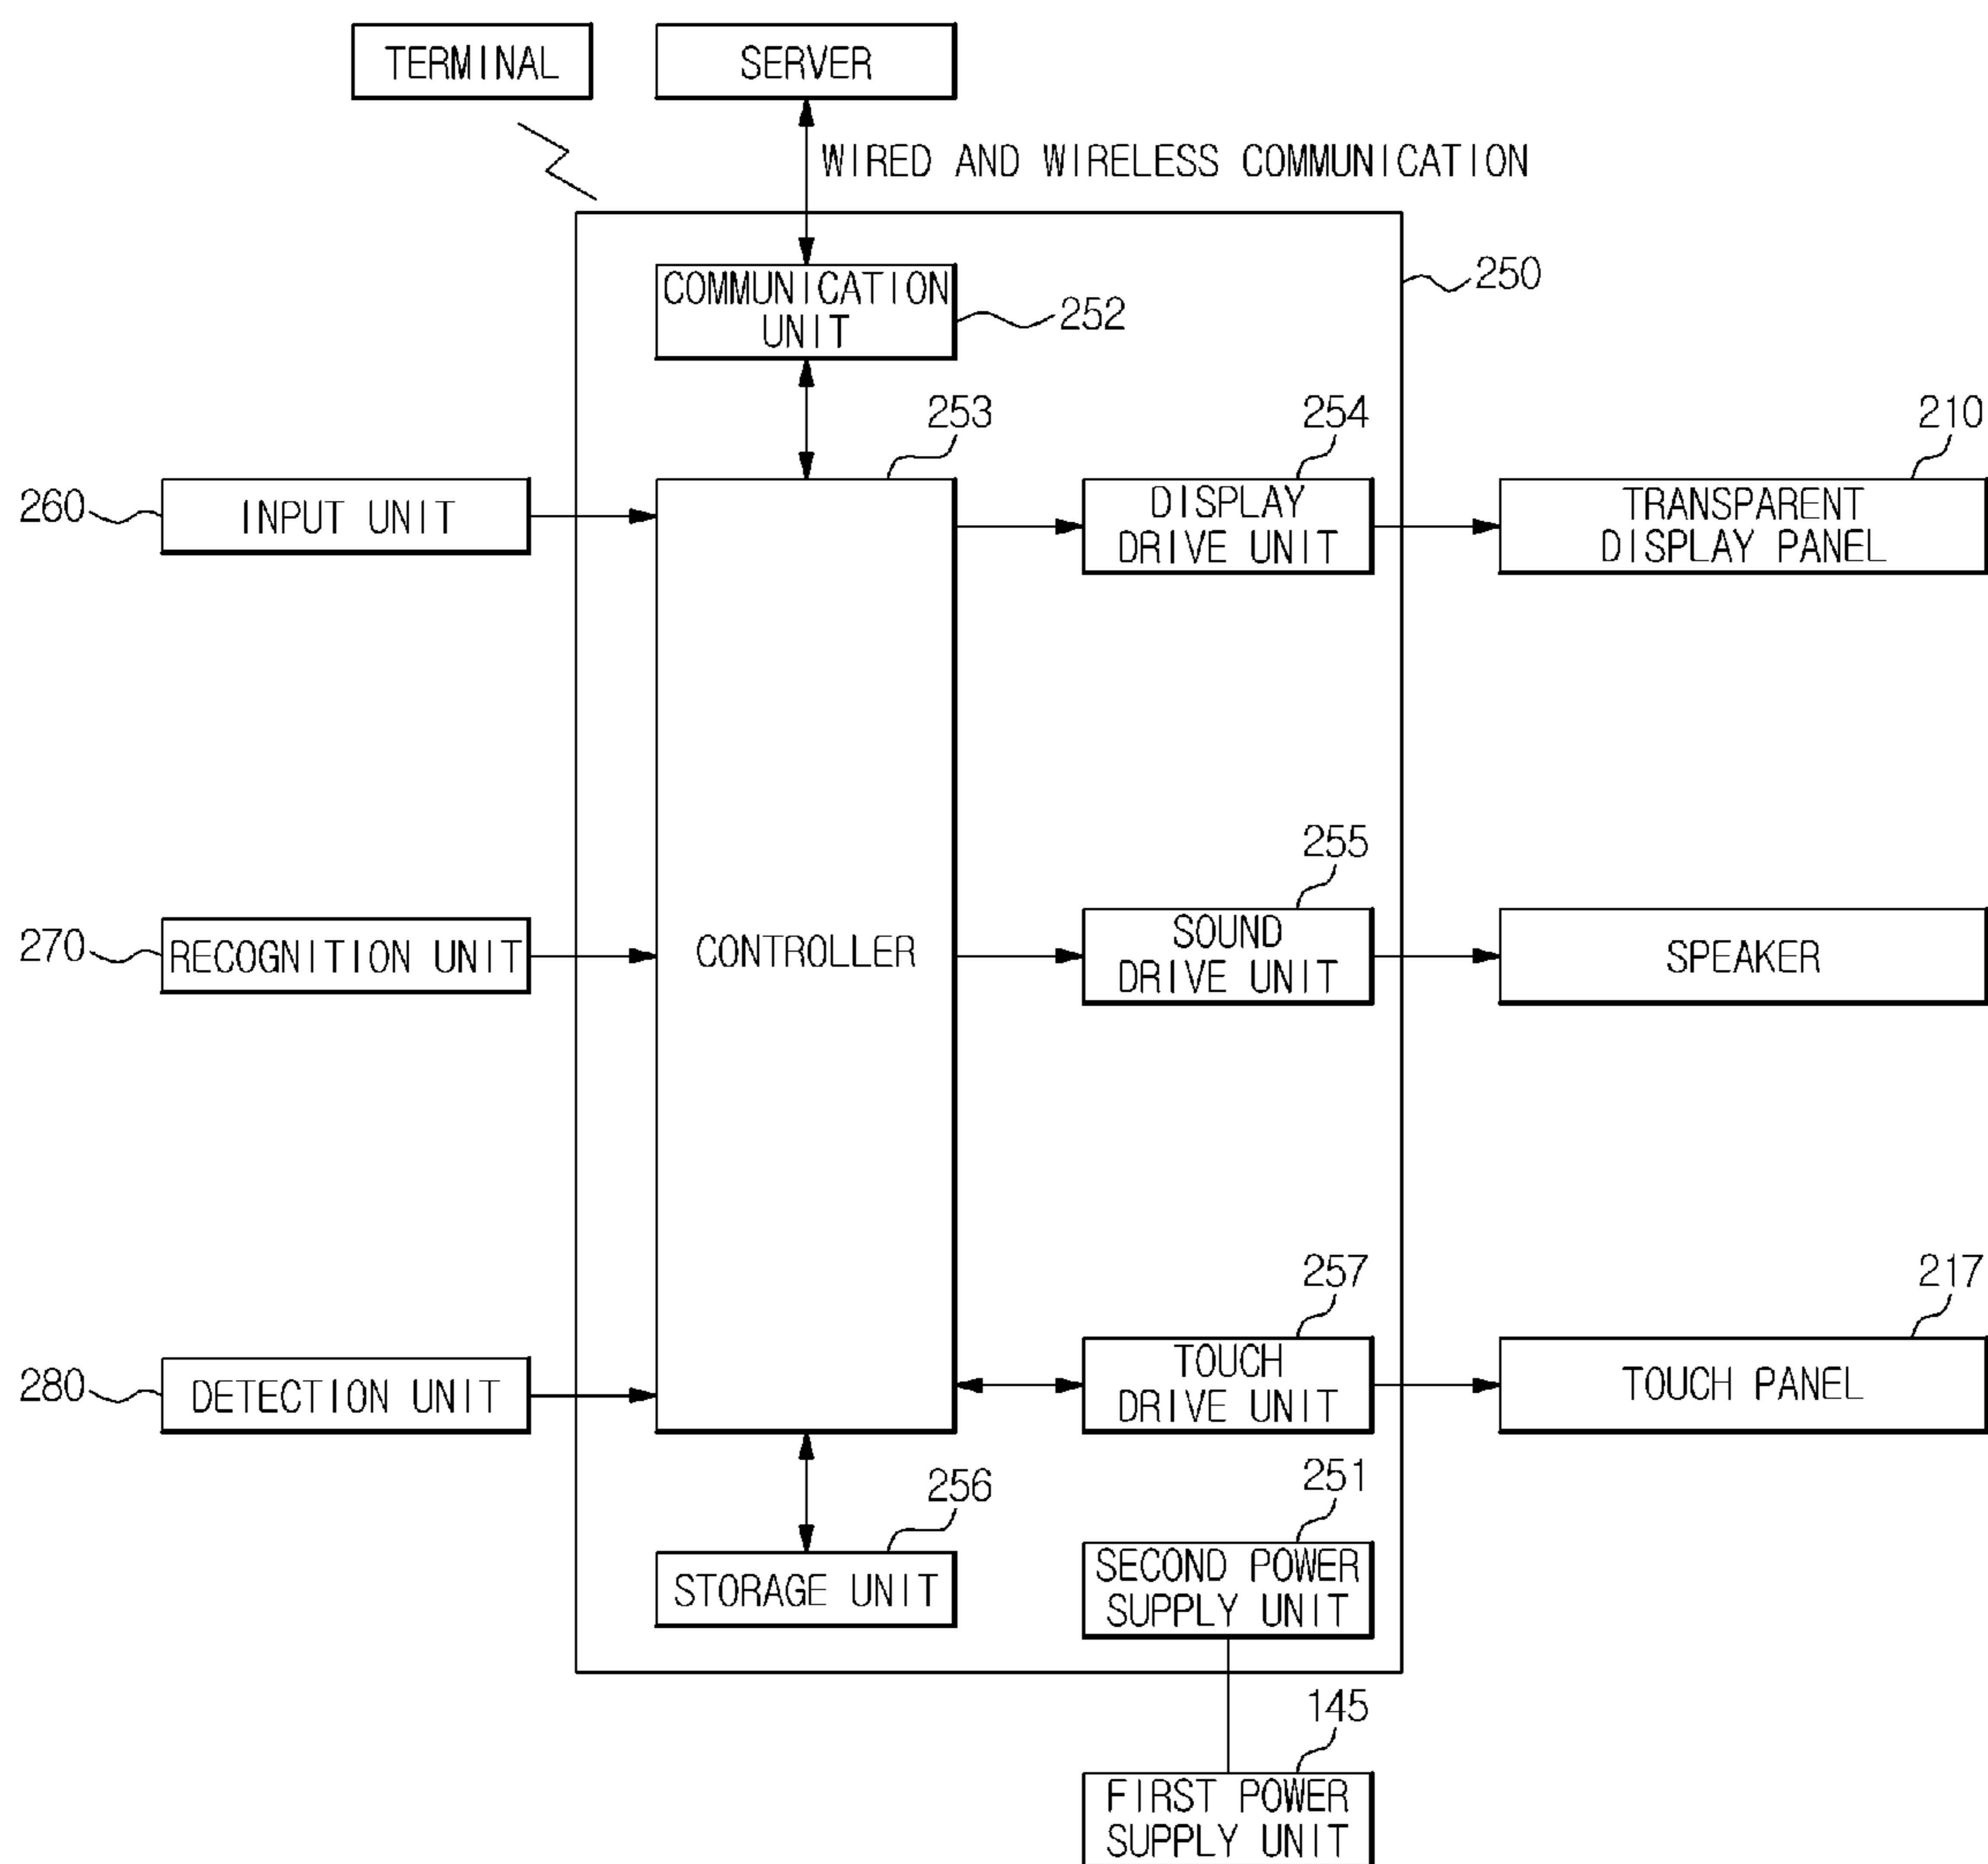 TERMINAL
SERVER
WIRED AND WIRELESS COMMUNICATION
250
COMMUNICATION
UNIT
252
253
254
210
260
INPUT UNIT
DISPLAY
DRIVE UNIT
TRANSPARENT
DISPLAY PANEL
255
270
RECOGNITION UNIT
CONTROLLER
SOUND
DRIVE UNIT
SPEAKER
257
217
280
DETECTION UNIT
TOUCH
DRIVE UNIT
TOUCH PANEL
256
251
STORAGE UNIT
SECOND POWER
SUPPLY UNIT
145
FIRST POWER
SUPPLY UNIT